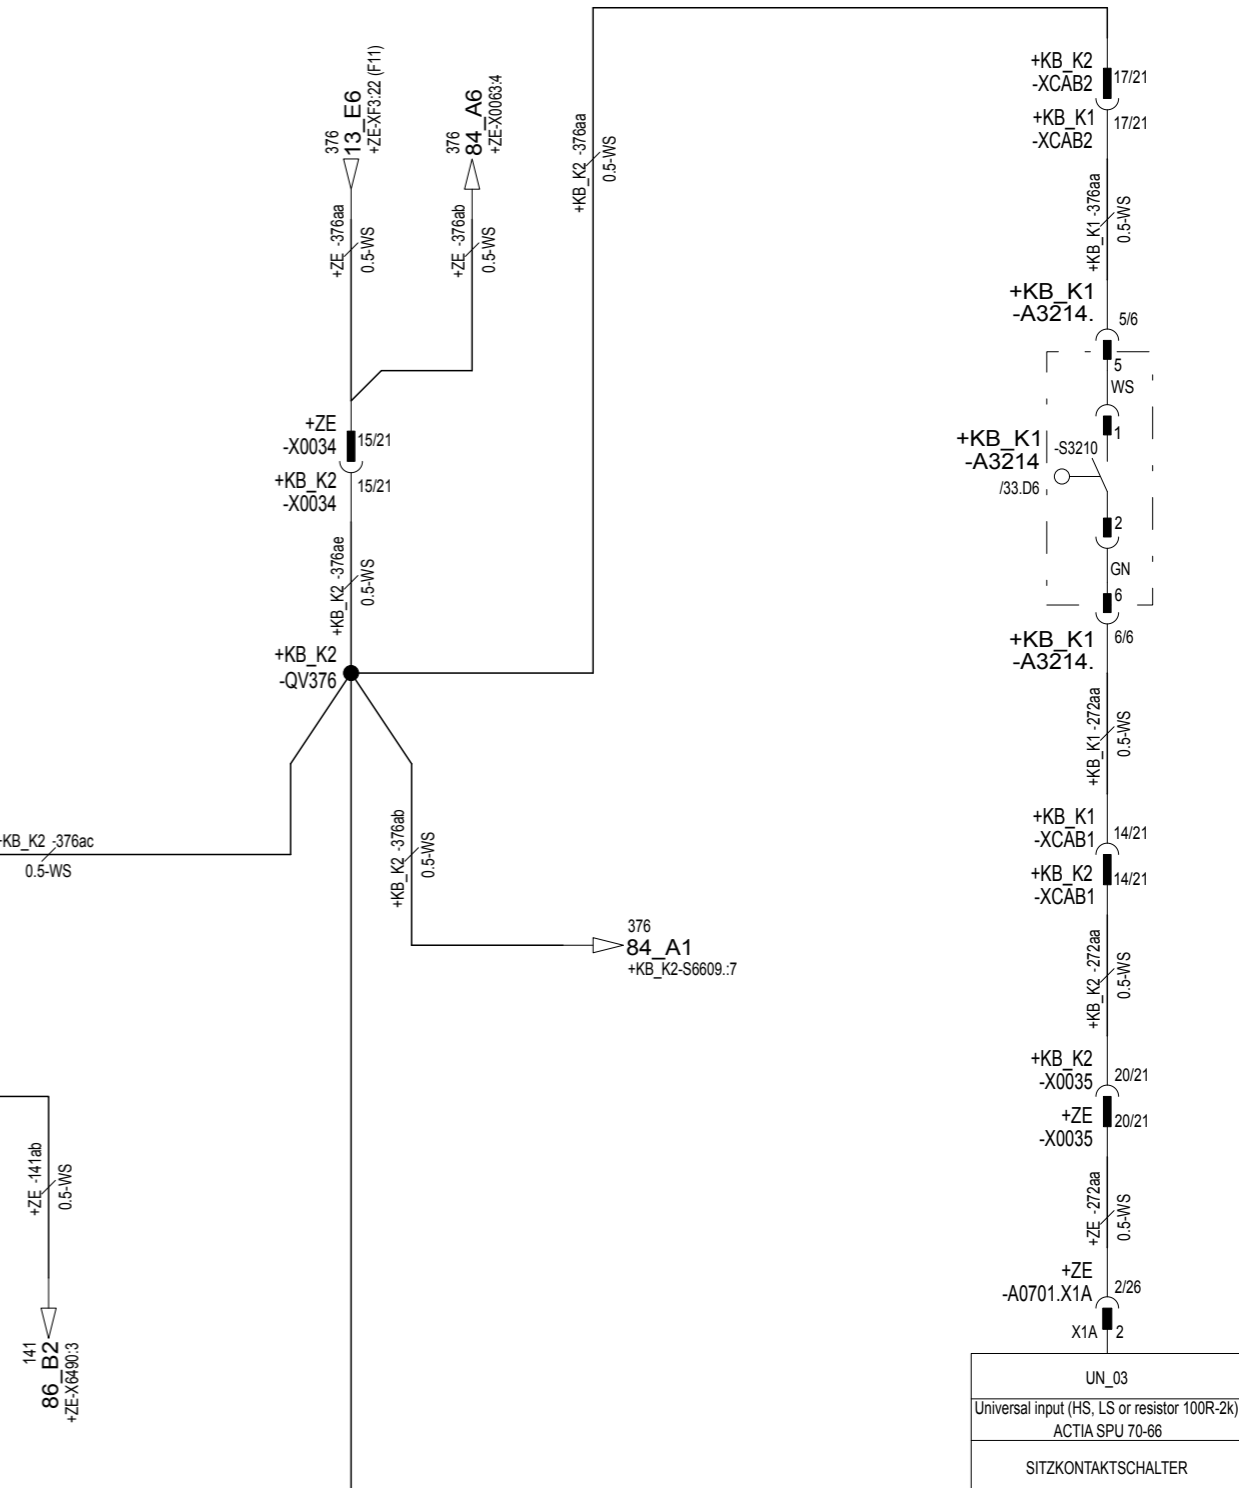 376
13_E6
+ZE-XF3:22 (F11)
376
84_A6
+ZE-X0063:4
+ZE -376aa
0.5-WS
+ZE -376ab
0.5-WS
+KB_K2 -376aa
0.5-WS
+ZE
-X0034
15/21
+KB_K2
-X0034
15/21
+KB_K2 -376ae
0.5-WS
+KB_K2
-QV376
+KB_K2 -376ac
0.5-WS
+KB_K2 -376ab
0.5-WS
376
84_A1
+KB_K2-S6609.:7
+ZE -141ab
0.5-WS
141
86_B2
+ZE-X6490:3
+KB_K2
-XCAB2
17/21
+KB_K1
-XCAB2
17/21
+KB_K1 -376aa
0.5-WS
+KB_K1
-A3214.
5/6
5
WS
1
+KB_K1
-A3214
-S3210
/33.D6
2
GN
6
+KB_K1
-A3214.
6/6
+KB_K1 -272aa
0.5-WS
+KB_K1
-XCAB1
14/21
+KB_K2
-XCAB1
14/21
+KB_K2 -272aa
0.5-WS
+KB_K2
-X0035
20/21
+ZE
-X0035
20/21
+ZE -272aa
0.5-WS
+ZE
-A0701.X1A
2/26
X1A
2
UN_03
Universal input (HS, LS or resistor 100R-2k)
ACTIA SPU 70-66
SITZKONTAKTSCHALTER